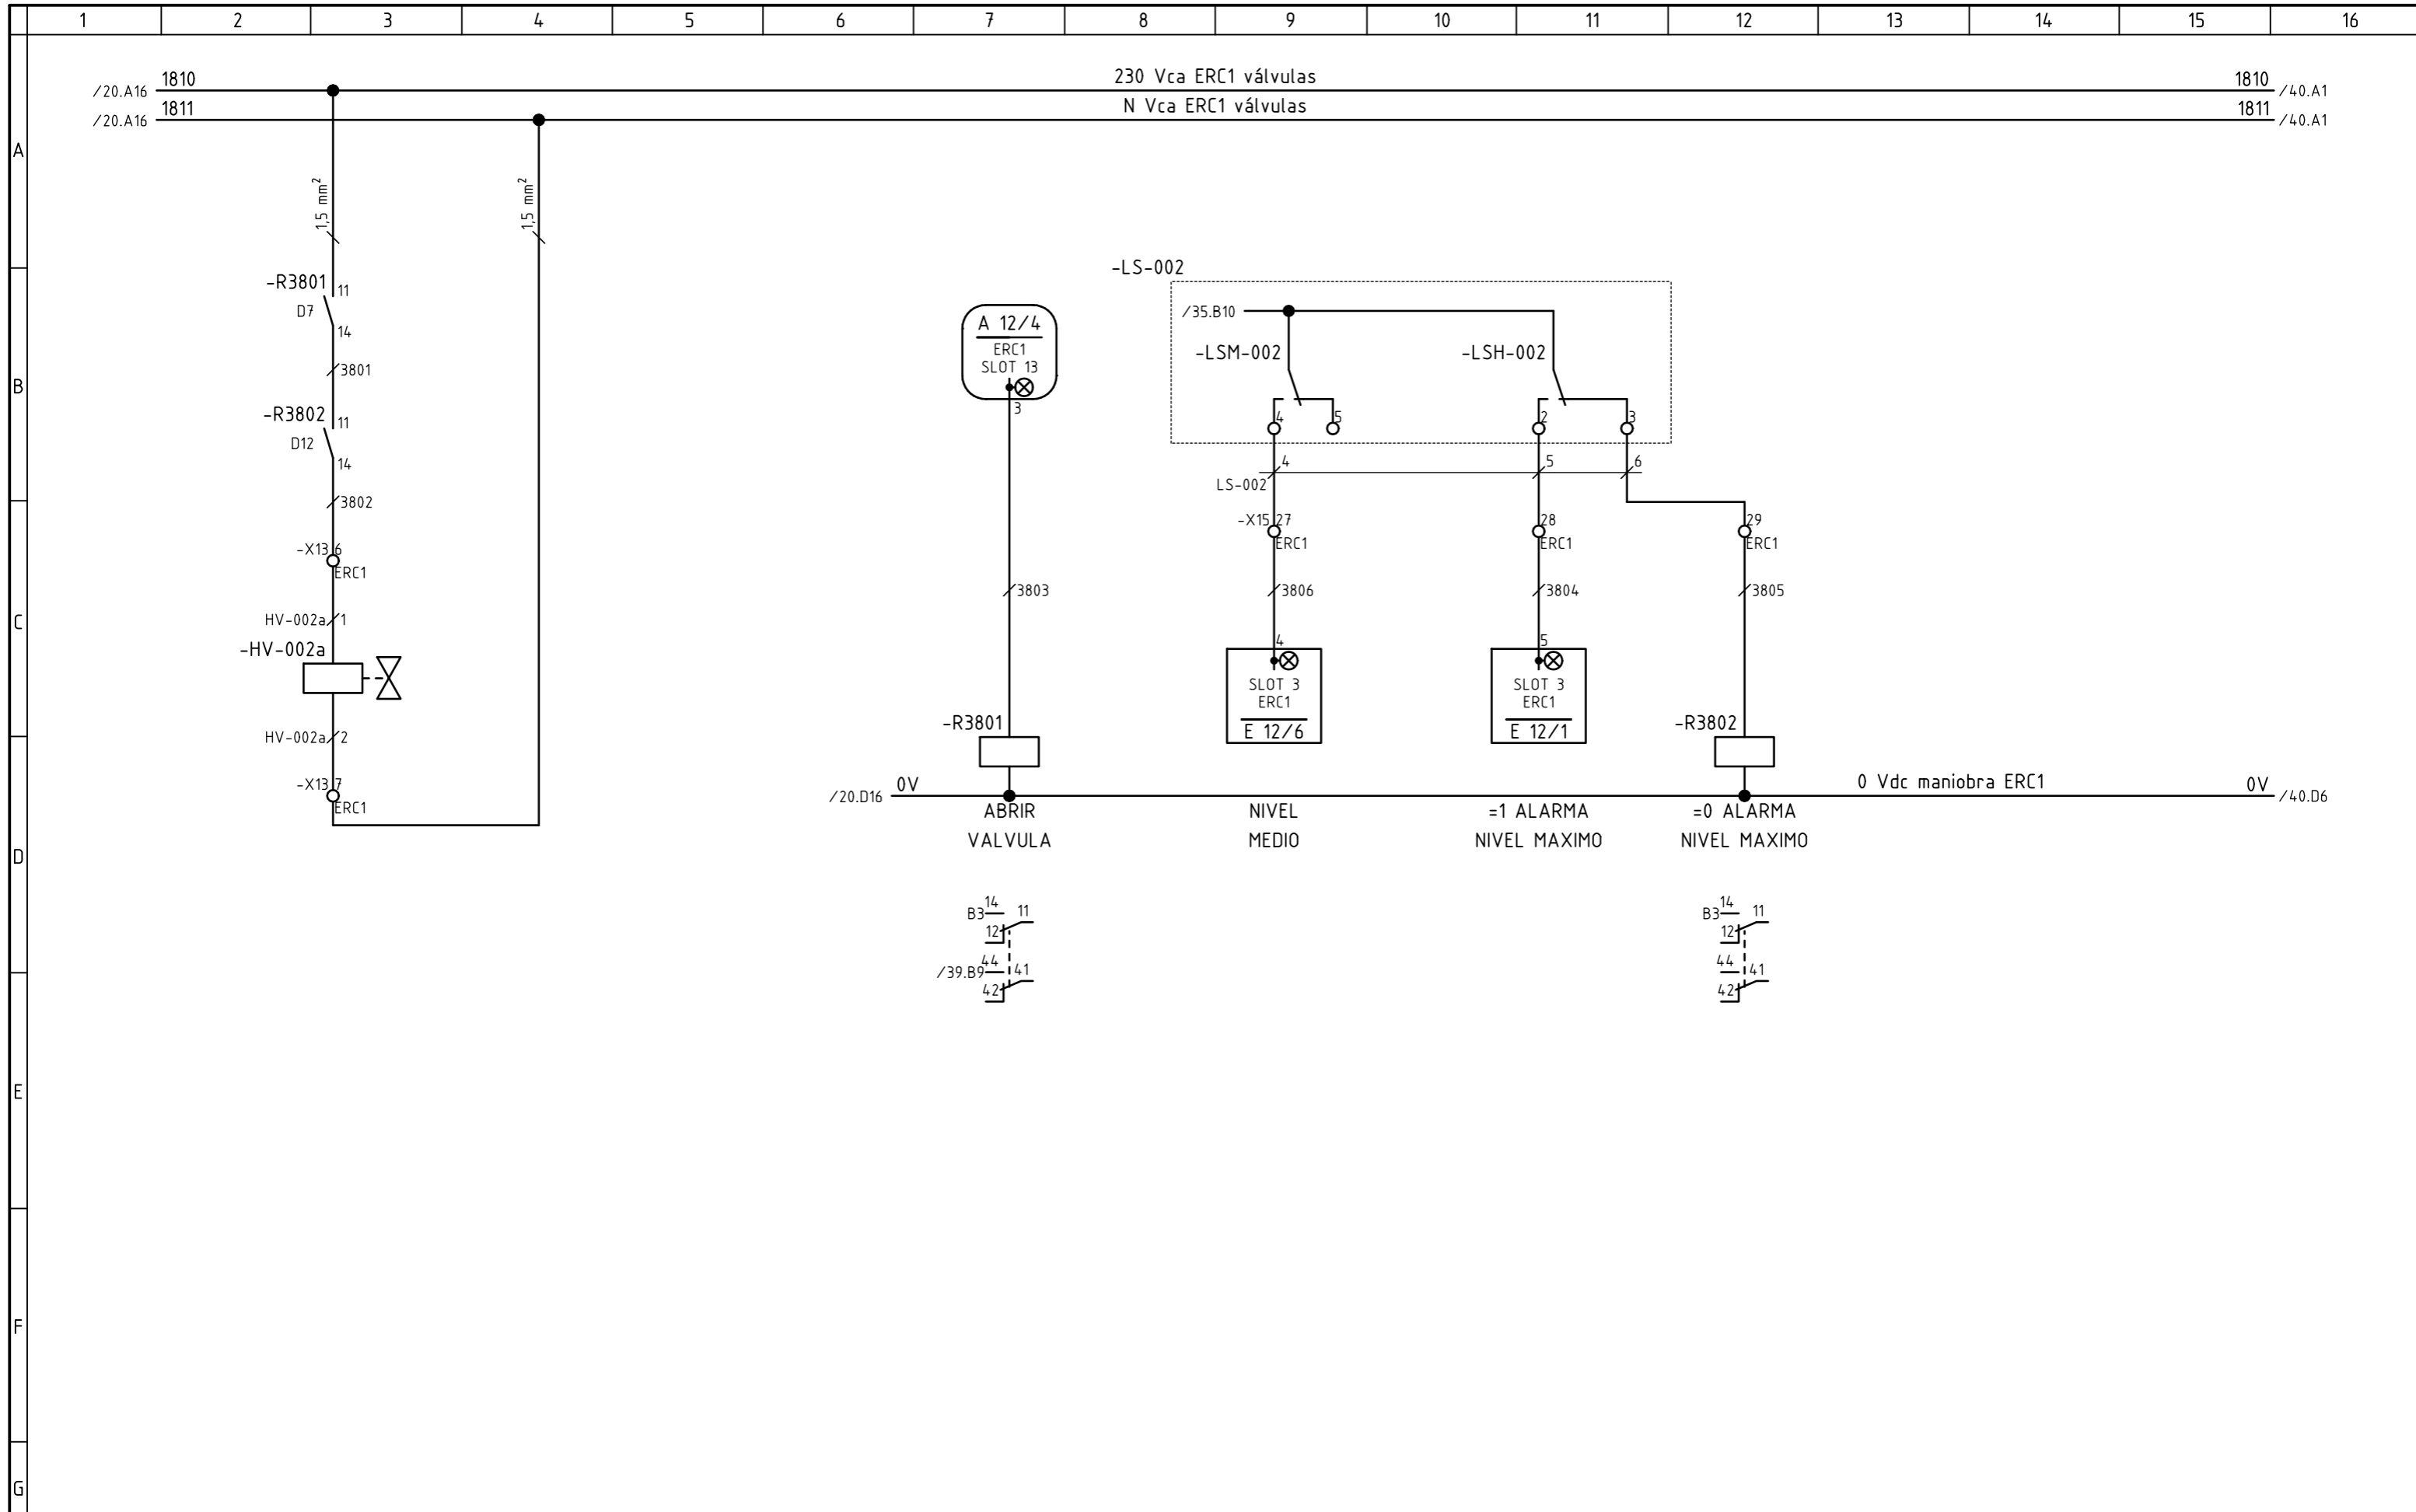 1 2 3 4 5 6 7 8 9 10 11 12 13 14 15 16
/20.A16 1810 230 Vca ERC1 válvulas 1810 /40.A1
/20.A16 1811 N Vca ERC1 válvulas 1811 /40.A1
A
1,5 mm² 1,5 mm²
-LS-002
-R3801 11
D7
14
/35.B10
A 12/4
ERC1
SLOT 13
3
-LSM-002 -LSH-002
3801
B
-R3802 11
D12
14
4 5 2 3
4 5 6
LS-002
3802
-X15 27 28 29
ERC1 ERC1 ERC1
-X13 6
ERC1
3803 3806 3804 3805
C
HV-002a 1
-HV-002a
4 5
SLOT 3 SLOT 3
ERC1 ERC1
E 12/6 E 12/1
-R3801 -R3802
HV-002a 2
-X13 7
ERC1
/20.D16 0V 0 Vdc maniobra ERC1 0V /40.D6
ABRIR NIVEL =1 ALARMA =0 ALARMA
VALVULA MEDIO NIVEL MAXIMO NIVEL MAXIMO
D
B3 14 11 B3 14 11
12 12
/39.B9 44 41 44 41
42 42
E
F
G